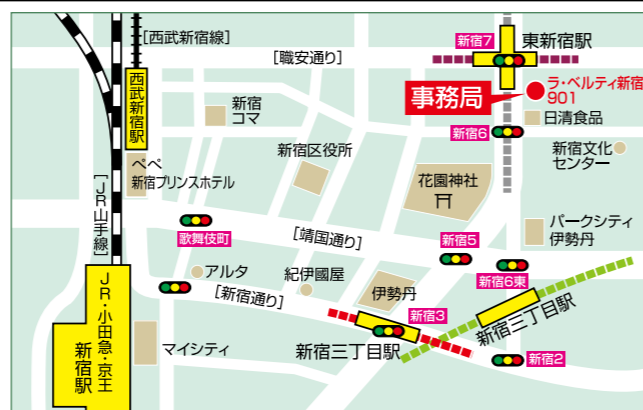 [西武新宿線]
[職安通り]
新宿7
東新宿駅
西武新宿駅
新宿
コマ
事務局
ラ・ベルティ新宿
901
日清食品
新宿6
新宿文化
センター
ペペ
新宿プリンスホテル
新宿区役所
花園神社
[JR山手線]
歌舞伎町
[靖国通り]
新宿5
パークシティ
伊勢丹
新宿6東
アルタ
紀伊國屋
伊勢丹
[新宿通り]
新宿3
新宿三丁目駅
JR・小田急・京王
新宿駅
マイシティ
新宿三丁目駅
新宿2